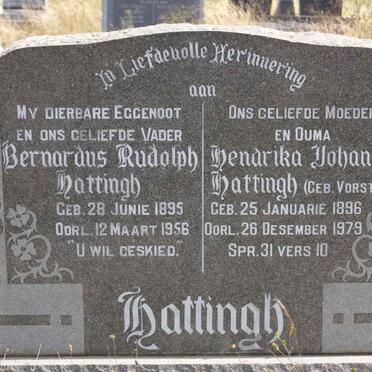 In Liefdevolle Herinnering
aan
My dierbare Eggenoot
en ons geliefde Vader
Bernardus Rudolph
Hattingh
Geb. 28 Junie 1895
Oorl. 12 Maart 1956
"U wil geskied."
Ons geliefde Moeder
en Ouma
Hendrika Johan
Hattingh (geb. Vorst
Geb. 25 Januarie 1896
Oorl. 26 Desember 1979
Spr. 31 vers 10
Hattingh